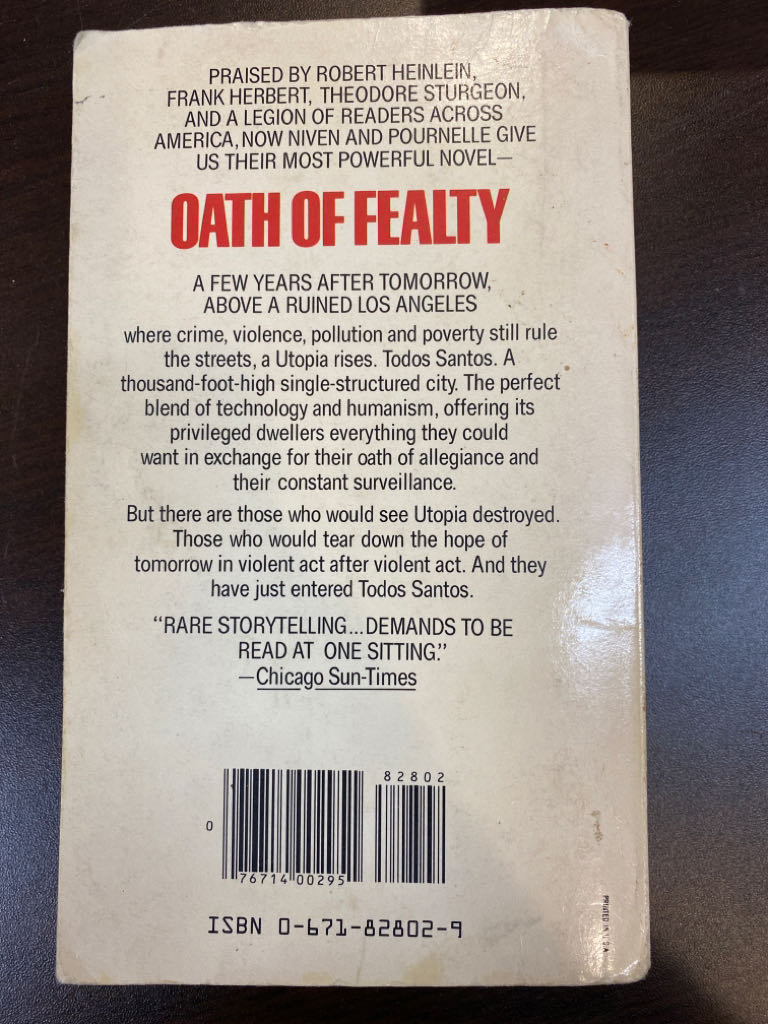 PRAISED BY ROBERT HEINLEIN,
FRANK HERBERT, THEODORE STURGEON,
AND A LEGION OF READERS ACROSS
AMERICA, NOW NIVEN AND POURNELLE GIVE
US THEIR MOST POWERFUL NOVEL—
OATH OF FEALTY
A FEW YEARS AFTER TOMORROW,
ABOVE A RUINED LOS ANGELES
where crime, violence, pollution and poverty still rule
the streets, a Utopia rises. Todos Santos. A
thousand-foot-high single-structured city. The perfect
blend of technology and humanism, offering its
privileged dwellers everything they could
want in exchange for their oath of allegiance and
their constant surveillance.
But there are those who would see Utopia destroyed.
Those who would tear down the hope of
tomorrow in violent act after violent act. And they
have just entered Todos Santos.
“RARE STORYTELLING...DEMANDS TO BE
READ AT ONE SITTING.”
—Chicago Sun-Times
82802
0
76714 00295
ISBN 0-671-82802-9
PRINTED IN U.S.A.